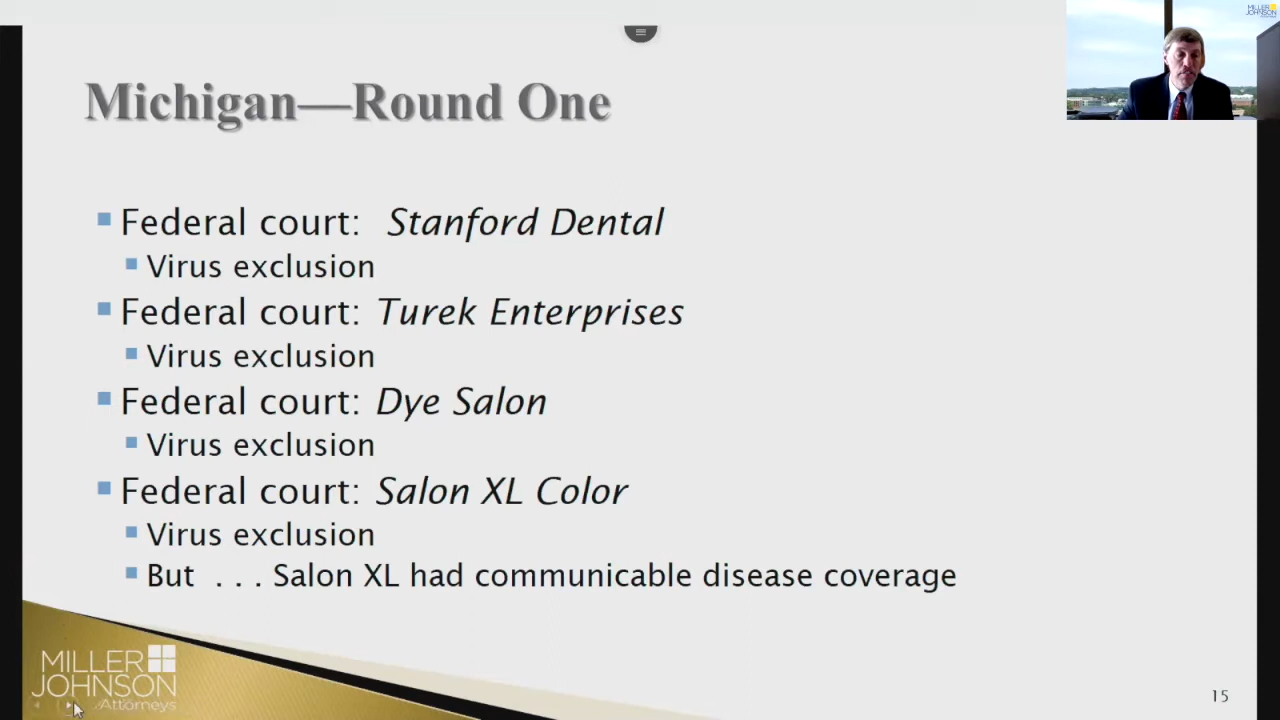 Michigan—Round One
Federal court: Stanford Dental
Virus exclusion
Federal court: Turek Enterprises
Virus exclusion
Federal court: Dye Salon
Virus exclusion
Federal court: Salon XL Color
Virus exclusion
But . . . Salon XL had communicable disease coverage
MILLER
JOHNSON
Attorneys
15
MILLER
JOHNSON